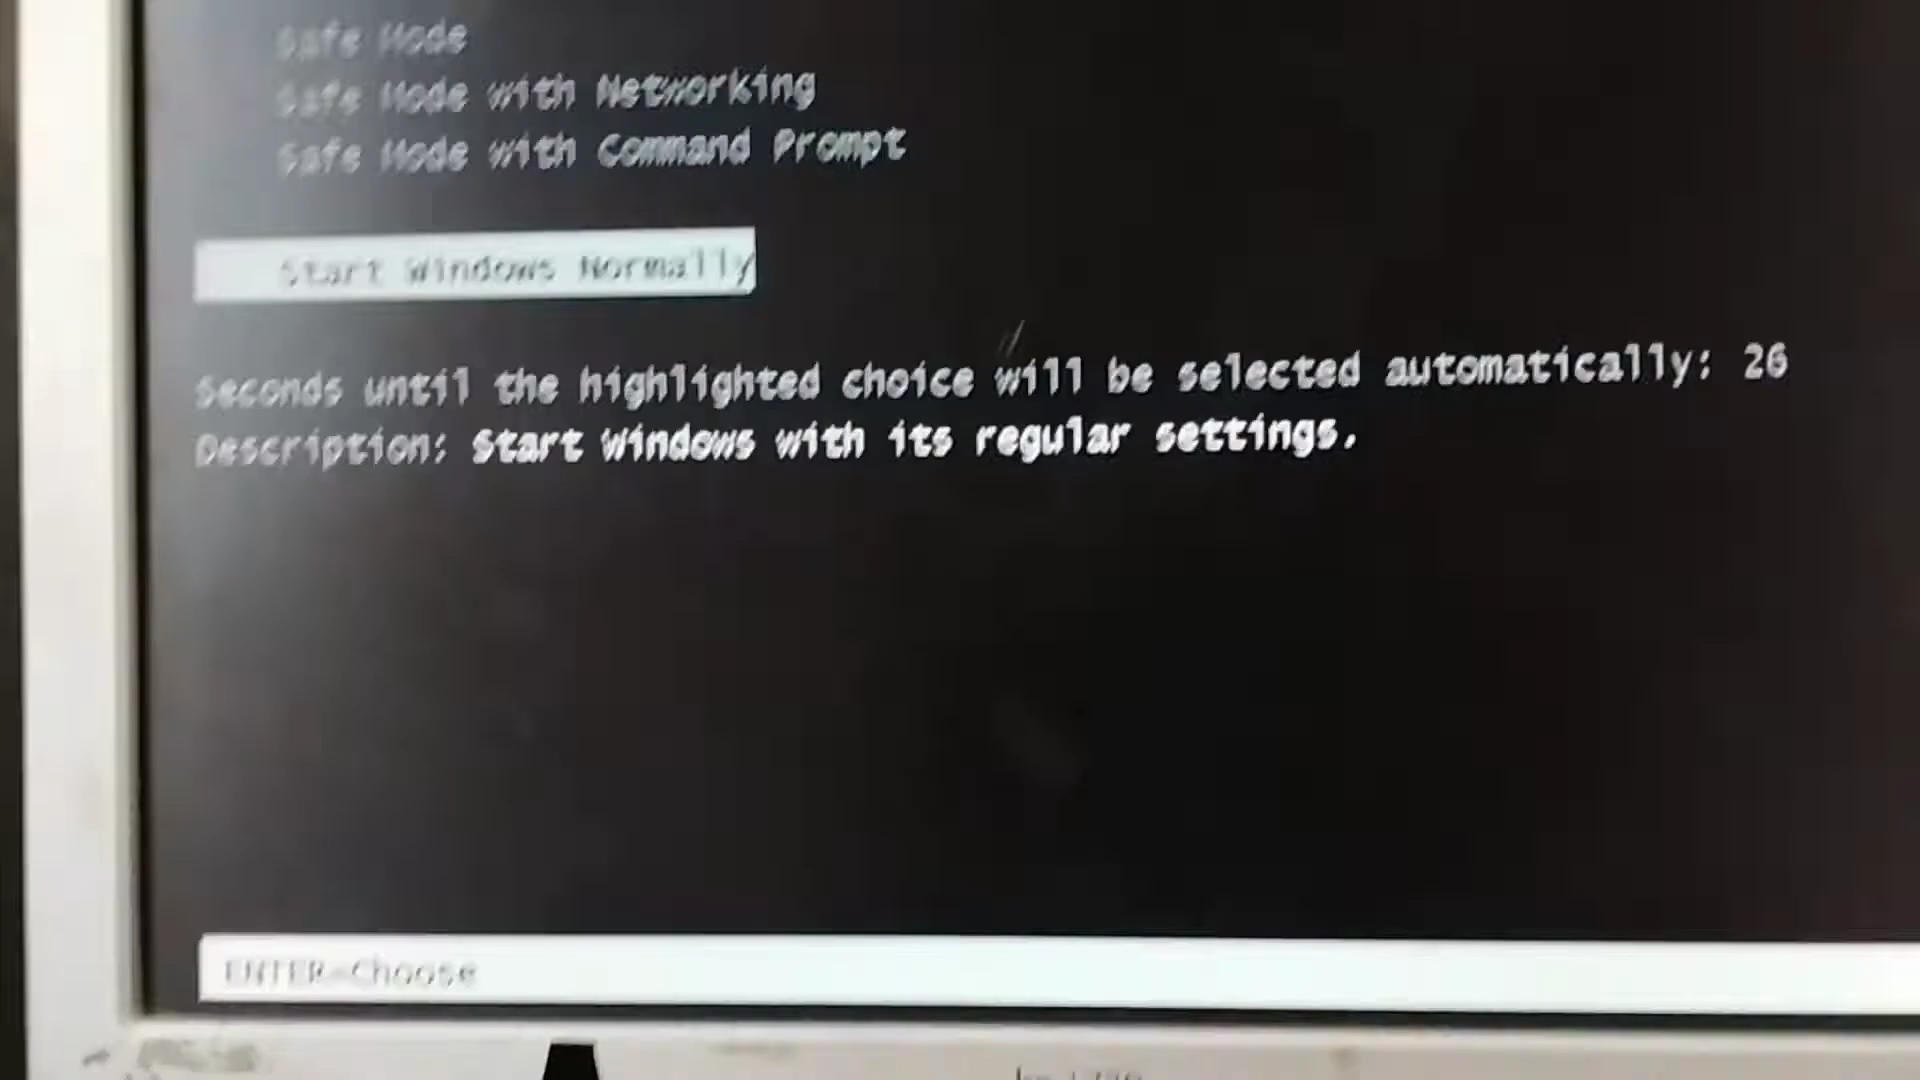 Safe Mode
Safe Mode with Networking
Safe Mode with Command Prompt
Start Windows Normally
Seconds until the highlighted choice will be selected automatically: 26
Description: Start Windows with its regular settings.
ENTER=Choose